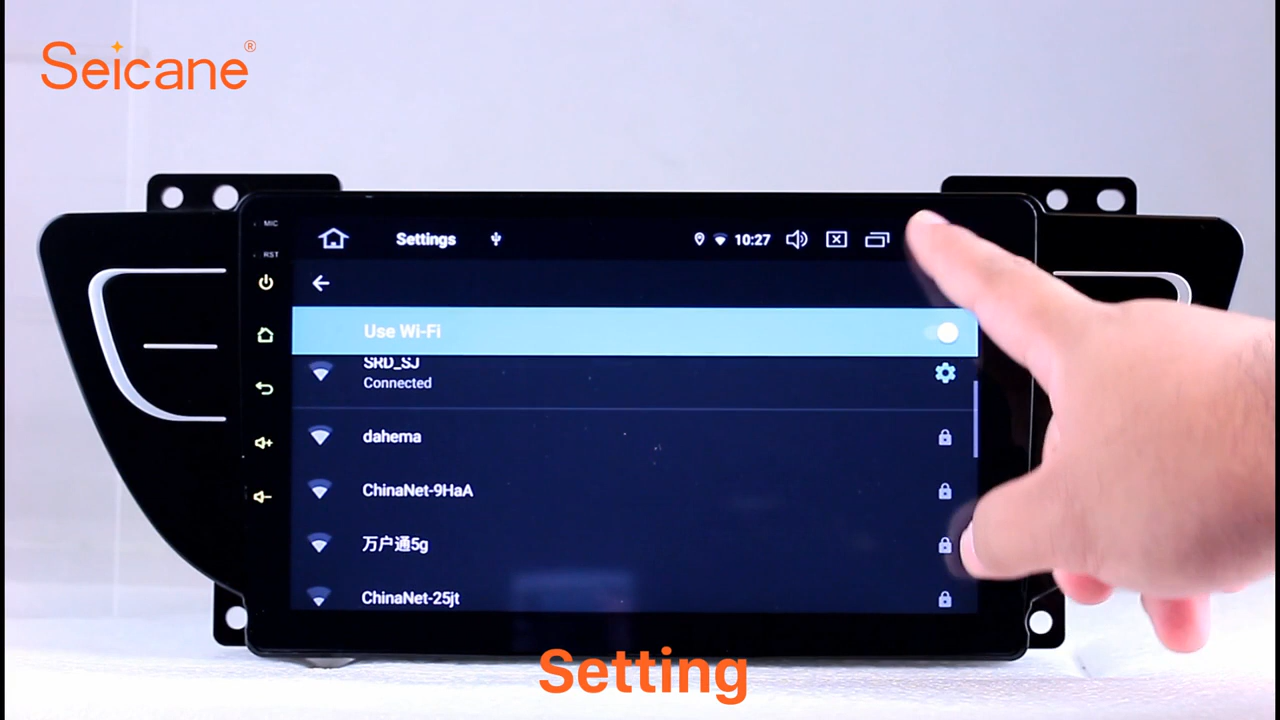 Seicane®
MIC
RST
Settings
10:27
Use Wi-Fi
SRD_SJ
Connected
dahema
ChinaNet-9HaA
万户通5g
ChinaNet-25jt
Setting